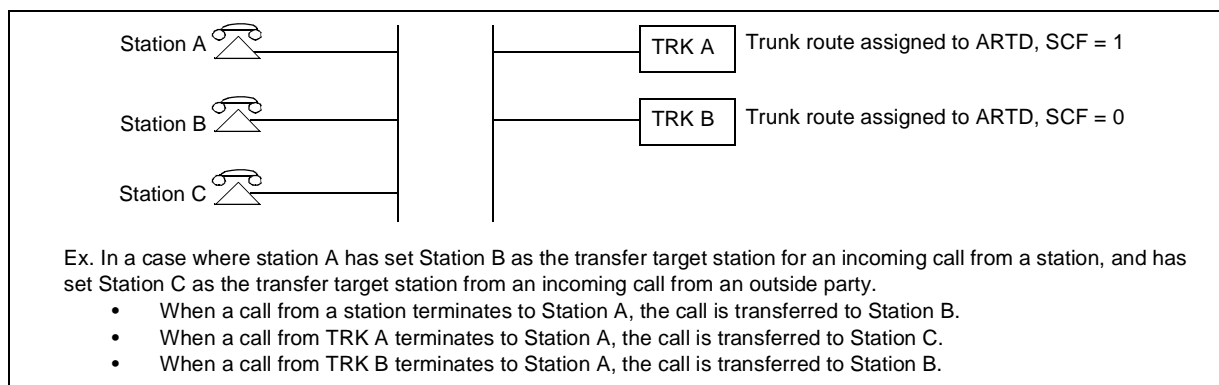 Station A
TRK A
Trunk route assigned to ARTD, SCF = 1
Station B
TRK B
Trunk route assigned to ARTD, SCF = 0
Station C
Ex. In a case where station A has set Station B as the transfer target station for an incoming call from a station, and has
set Station C as the transfer target station from an incoming call from an outside party.
• When a call from a station terminates to Station A, the call is transferred to Station B.
• When a call from TRK A terminates to Station A, the call is transferred to Station C.
• When a call from TRK B terminates to Station A, the call is transferred to Station B.